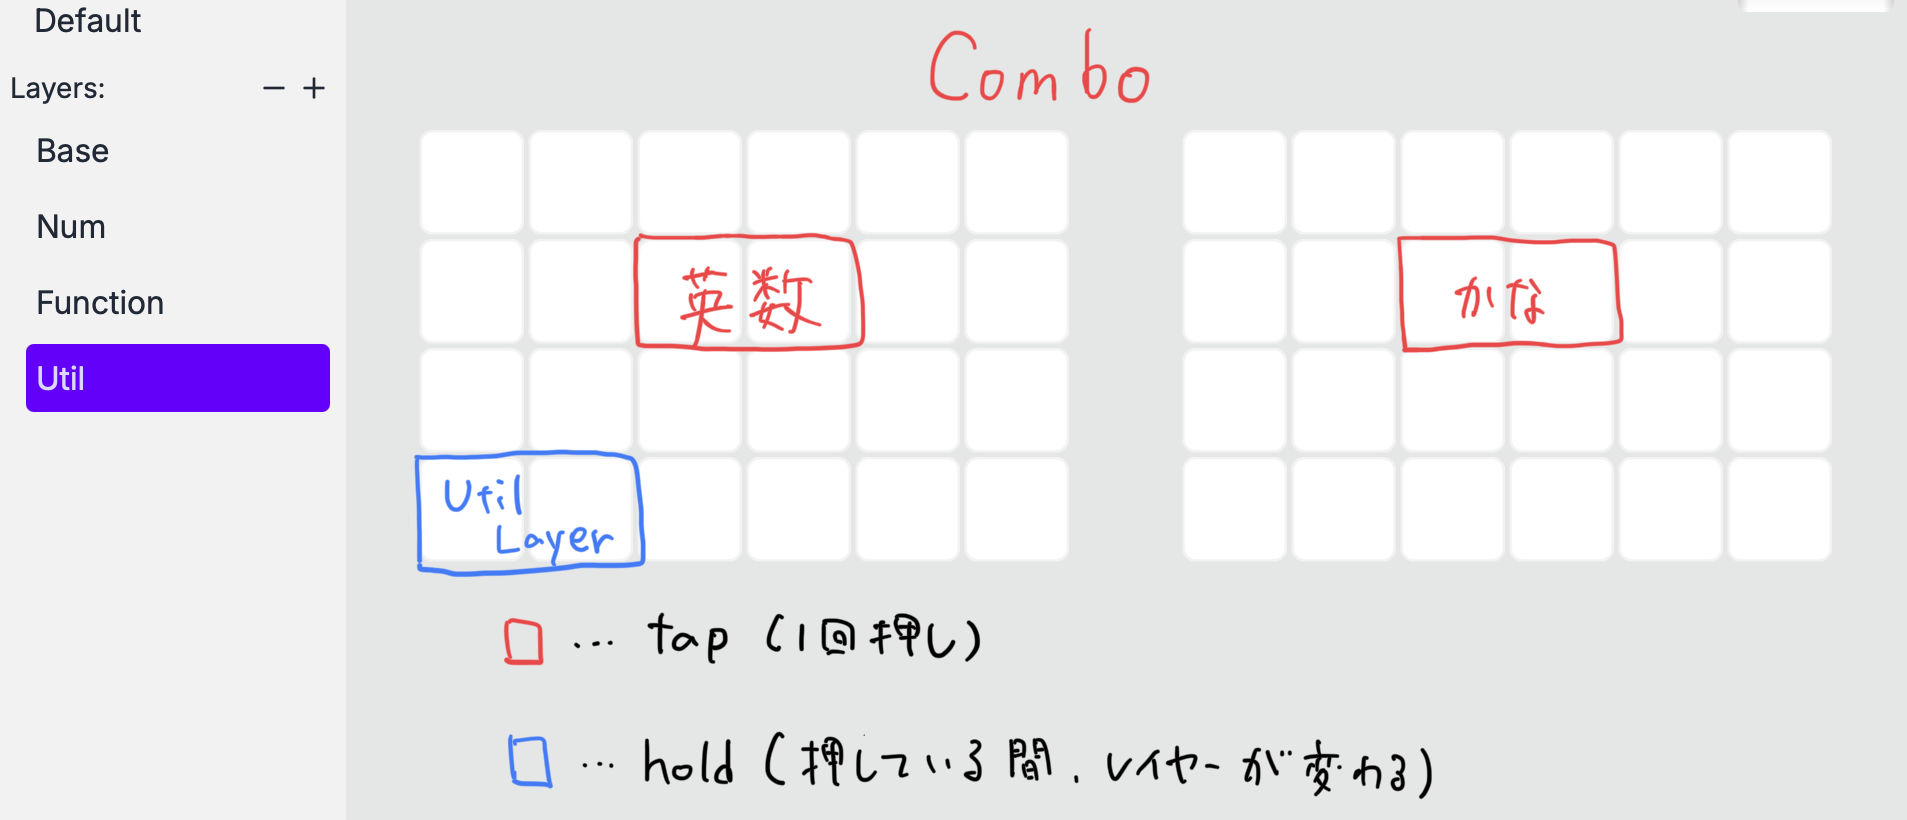 Default
Layers: − +
Base
Num
Function
Util
Combo
英数
かな
Util
Layer
… tap (1回押し)
… hold (押している間、レイヤーが変わる)